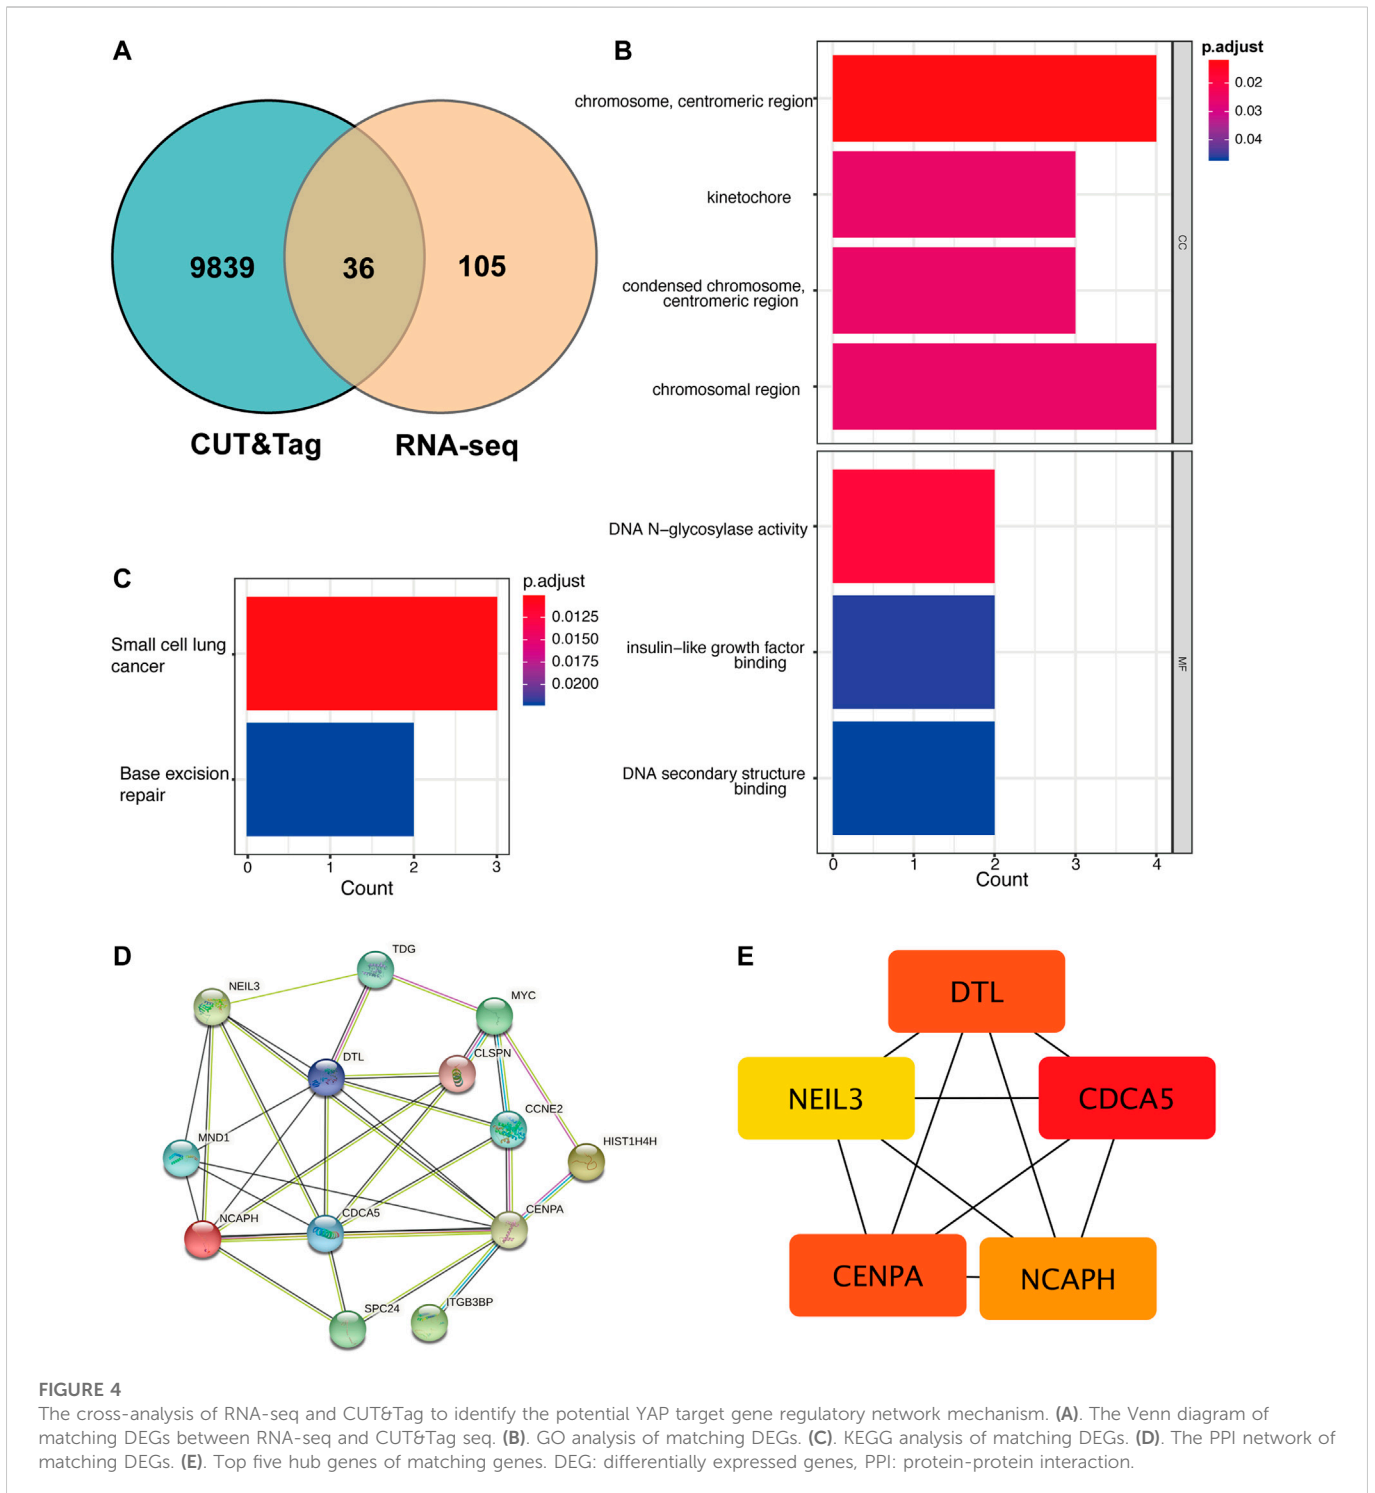 A
9839
36
105
CUT&Tag
RNA-seq
B
p.adjust
0.02
0.03
0.04
chromosome, centromeric region
kinetochore
condensed chromosome,
centromeric region
chromosomal region
CC
DNA N−glycosylase activity
insulin−like growth factor
binding
DNA secondary structure
binding
MF
0 1 2 3 4
Count
C
p.adjust
0.0125
0.0150
0.0175
0.0200
Small cell lung
cancer
Base excision
repair
0 1 2 3
Count
D
TDG
NEIL3
MYC
DTL
CLSPN
CCNE2
MND1
HIST1H4H
NCAPH
CDCA5
CENPA
SPC24
ITGB3BP
E
DTL
NEIL3
CDCA5
CENPA
NCAPH
FIGURE 4
The cross-analysis of RNA-seq and CUT&Tag to identify the potential YAP target gene regulatory network mechanism. (A). The Venn diagram of
matching DEGs between RNA-seq and CUT&Tag seq. (B). GO analysis of matching DEGs. (C). KEGG analysis of matching DEGs. (D). The PPI network of
matching DEGs. (E). Top five hub genes of matching genes. DEG: differentially expressed genes, PPI: protein-protein interaction.